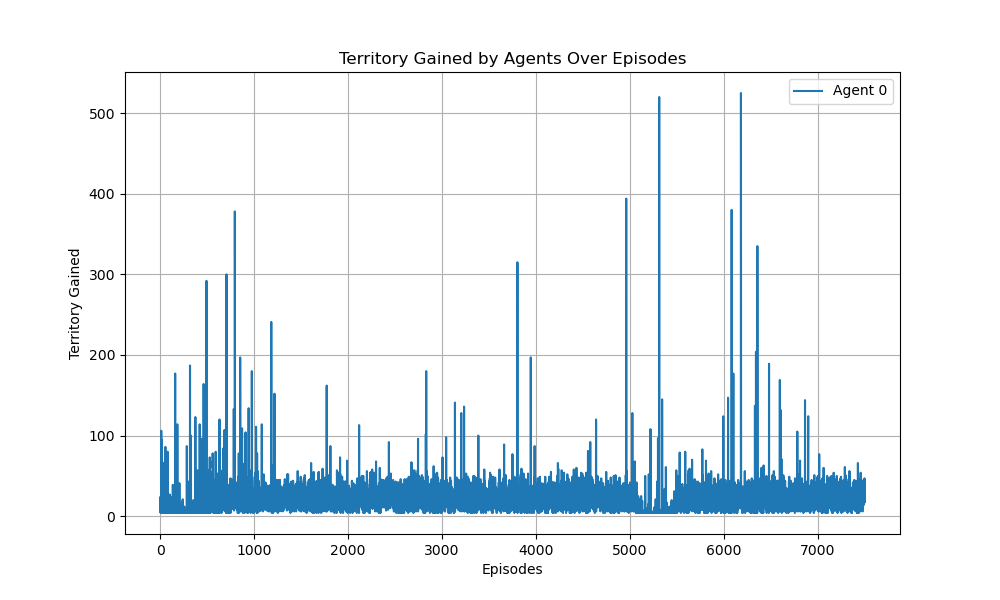 Territory Gained by Agents Over Episodes
Agent 0
Territory Gained
500
400
300
200
100
0
0 1000 2000 3000 4000 5000 6000 7000
Episodes